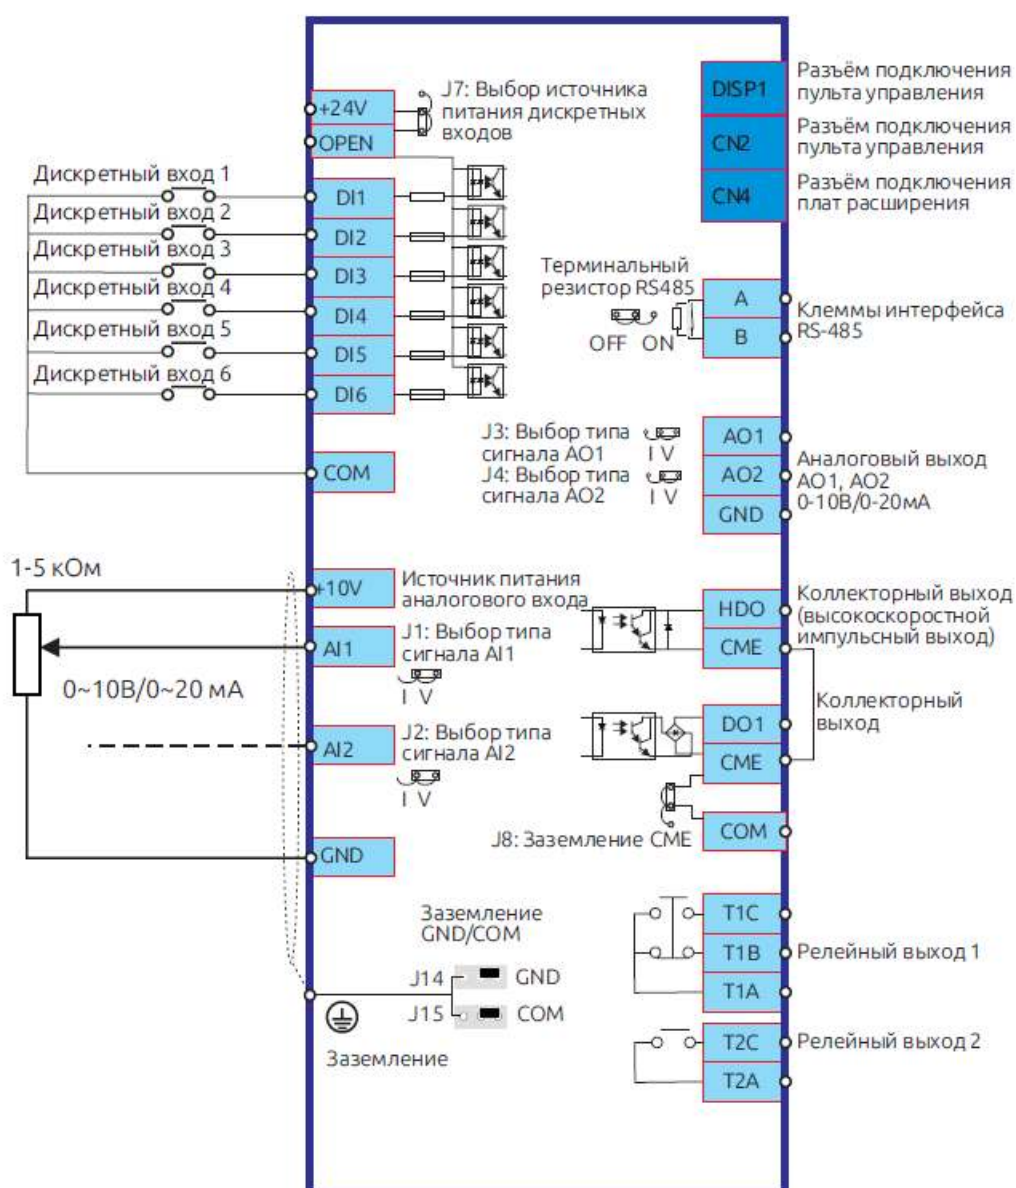 J7: Выбор источника
питания дискретных
входов
+24V
OPEN
Дискретный вход 1
DI1
Дискретный вход 2
DI2
Дискретный вход 3
DI3
Дискретный вход 4
DI4
Дискретный вход 5
DI5
Дискретный вход 6
DI6
COM
1-5 кОм
+10V
Источник питания
аналогового входа
AI1
J1: Выбор типа
сигнала AI1
I V
0~10В/0~20 мА
AI2
J2: Выбор типа
сигнала AI2
I V
GND
Заземление
GND/COM
J14
GND
J15
COM
Заземление
DISP1
Разъём подключения
пульта управления
CN2
Разъём подключения
пульта управления
CN4
Разъём подключения
плат расширения
Терминальный
резистор RS485
OFF ON
A
B
Клеммы интерфейса
RS-485
J3: Выбор типа
сигнала AO1
I V
J4: Выбор типа
сигнала AO2
I V
AO1
AO2
GND
Аналоговый выход
AO1, AO2
0-10В/0-20мА
HDO
CME
Коллекторный выход
(высокоскоростной
импульсный выход)
DO1
CME
Коллекторный
выход
J8: Заземление CME
COM
T1C
T1B
T1A
Релейный выход 1
T2C
T2A
Релейный выход 2